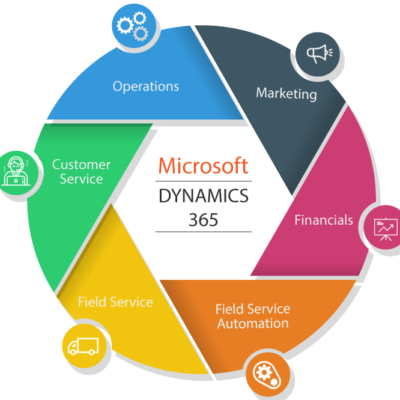 Operations
Marketing
Customer
Service
Microsoft
DYNAMICS
365
Financials
Field Service
Field Service
Automation